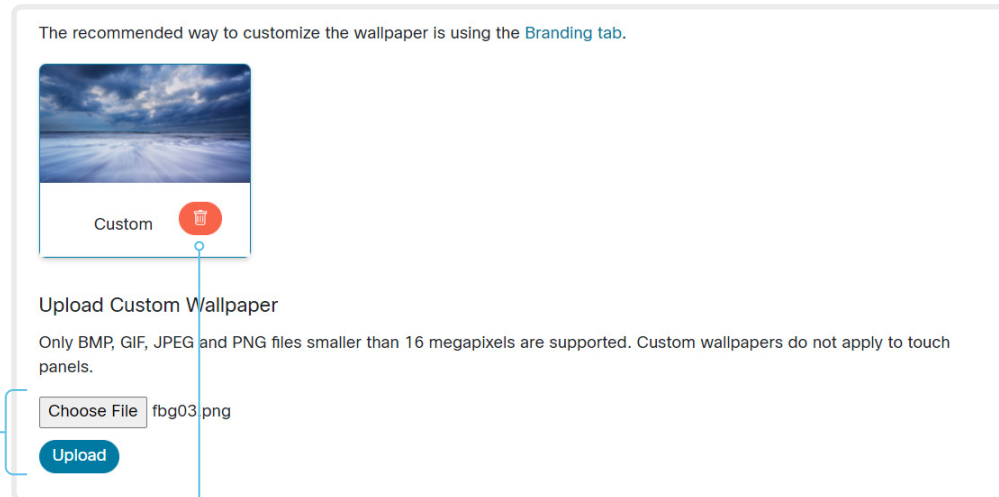 The recommended way to customize the wallpaper is using the Branding tab.
Custom
Upload Custom Wallpaper
Only BMP, GIF, JPEG and PNG files smaller than 16 megapixels are supported. Custom wallpapers do not apply to touch
panels.
Choose File fbg03.png
Upload